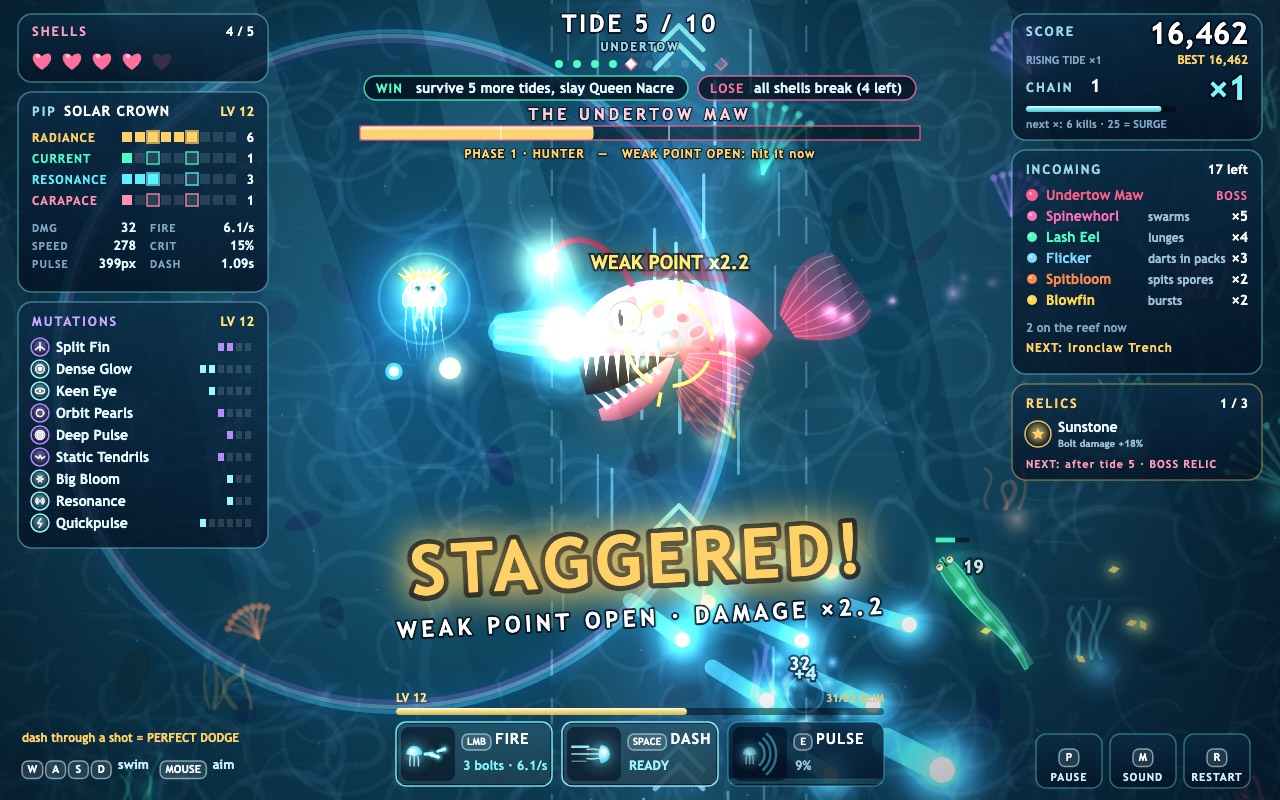 SHELLS 4 / 5
PIP SOLAR CROWN LV 12
RADIANCE 6
CURRENT 1
RESONANCE 3
CARAPACE 1
DMG 32 FIRE 6.1/s
SPEED 278 CRIT 15%
PULSE 399px DASH 1.09s
MUTATIONS LV 12
Split Fin
Dense Glow
Keen Eye
Orbit Pearls
Deep Pulse
Static Tendrils
Big Bloom
Resonance
Quickpulse
dash through a shot = PERFECT DODGE
W A S D swim MOUSE aim
TIDE 5 / 10
UNDERTOW
WIN survive 5 more tides, slay Queen Nacre
LOSE all shells break (4 left)
THE UNDERTOW MAW
PHASE 1 · HUNTER — WEAK POINT OPEN: hit it now
WEAK POINT x2.2
STAGGERED!
WEAK POINT OPEN · DAMAGE ×2.2
19
32
+4
LV 12
LMB FIRE
3 bolts · 6.1/s
SPACE DASH
READY
E PULSE
9%
SCORE 16,462
RISING TIDE ×1 BEST 16,462
CHAIN 1 ×1
next ×: 6 kills · 25 = SURGE
INCOMING 17 left
Undertow Maw BOSS
Spinewhorl swarms ×5
Lash Eel lunges ×4
Flicker darts in packs ×3
Spitbloom spits spores ×2
Blowfin bursts ×2
2 on the reef now
NEXT: Ironclaw Trench
RELICS 1 / 3
Sunstone
Bolt damage +18%
NEXT: after tide 5 · BOSS RELIC
P PAUSE
M SOUND
R RESTART